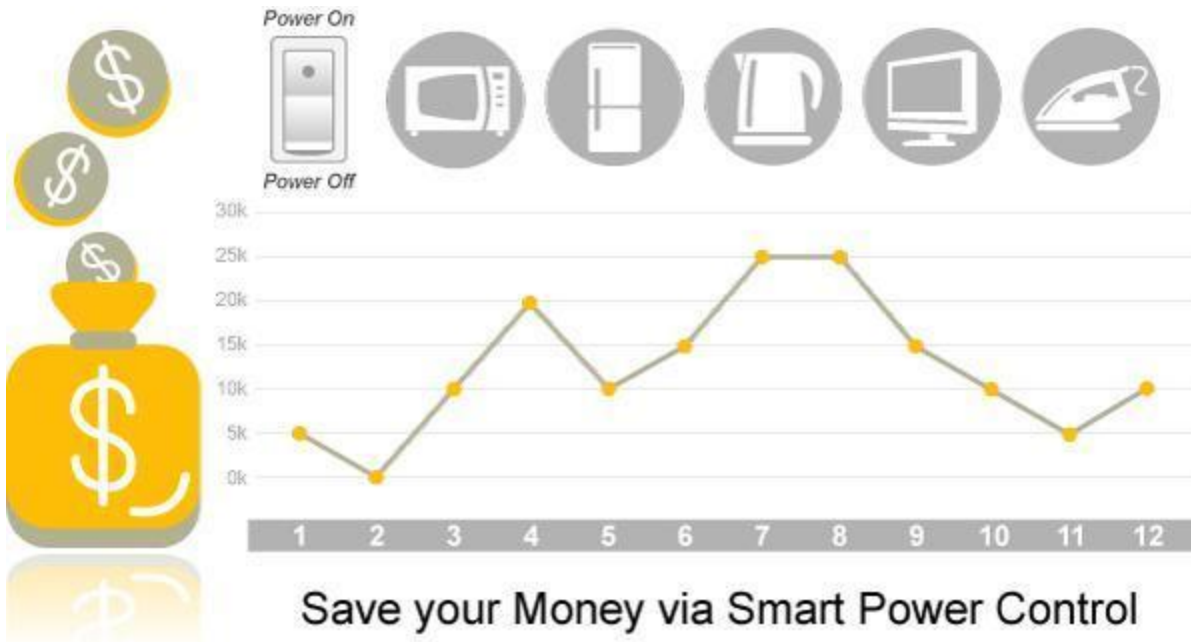 Power On
Power Off
$
$
$
$
30k
25k
20k
15k
10k
5k
0k
1 2 3 4 5 6 7 8 9 10 11 12
Save your Money via Smart Power Control